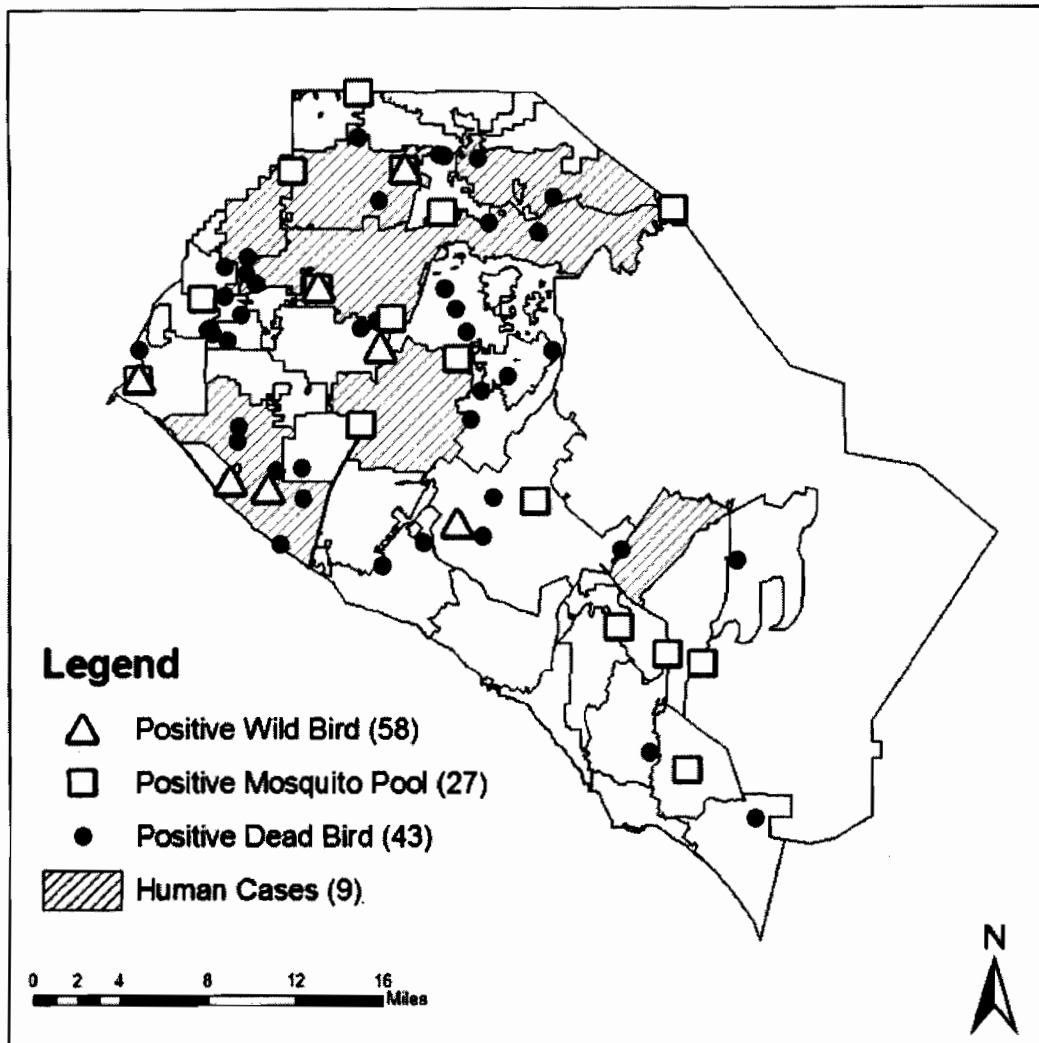 Legend
Positive Wild Bird (58)
Positive Mosquito Pool (27)
Positive Dead Bird (43)
Human Cases (9)
0 2 4 8 12 16
Miles
N